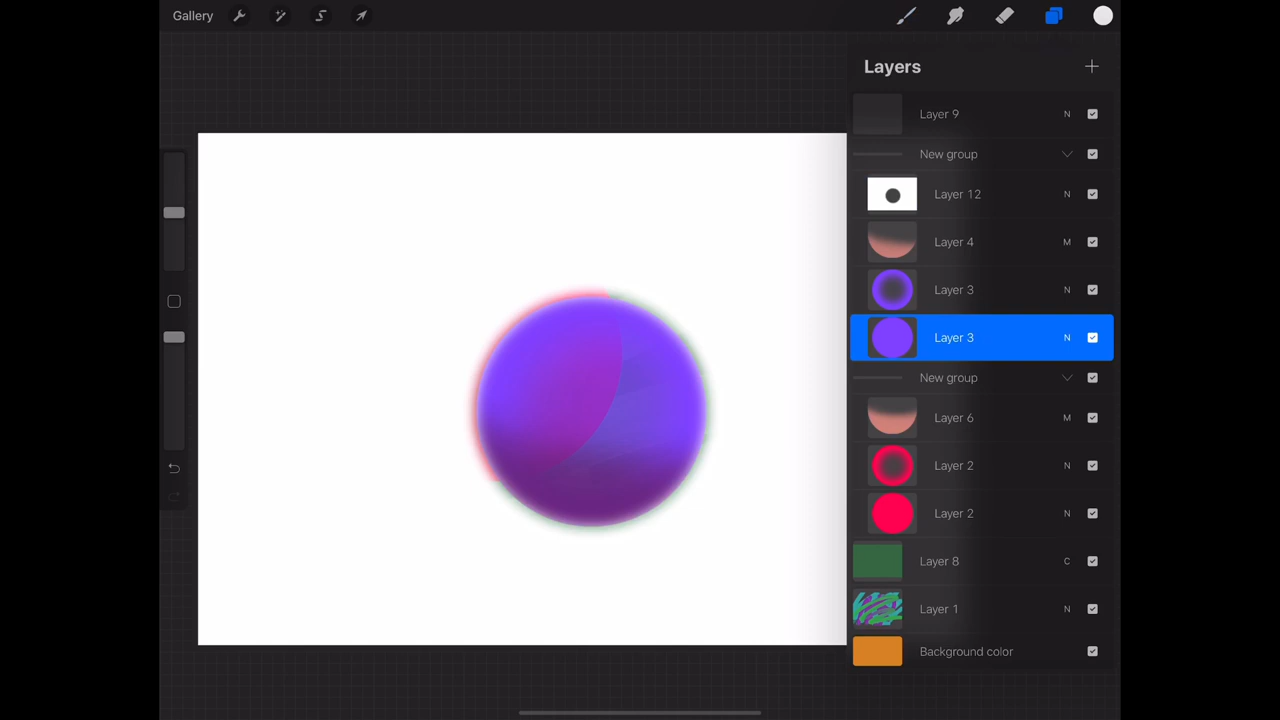 Gallery
Layers
Layer 9 N
New group
Layer 12 N
Layer 4 M
Layer 3 N
Layer 3 N
New group
Layer 6 M
Layer 2 N
Layer 2 N
Layer 8 C
Layer 1 N
Background color